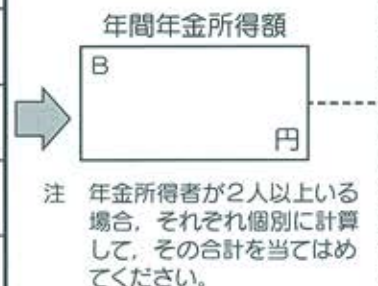 年間年金所得額
B
円
注 年金所得者が2人以上いる
場合，それぞれ個別に計算
して，その合計を当てはめ
てください。